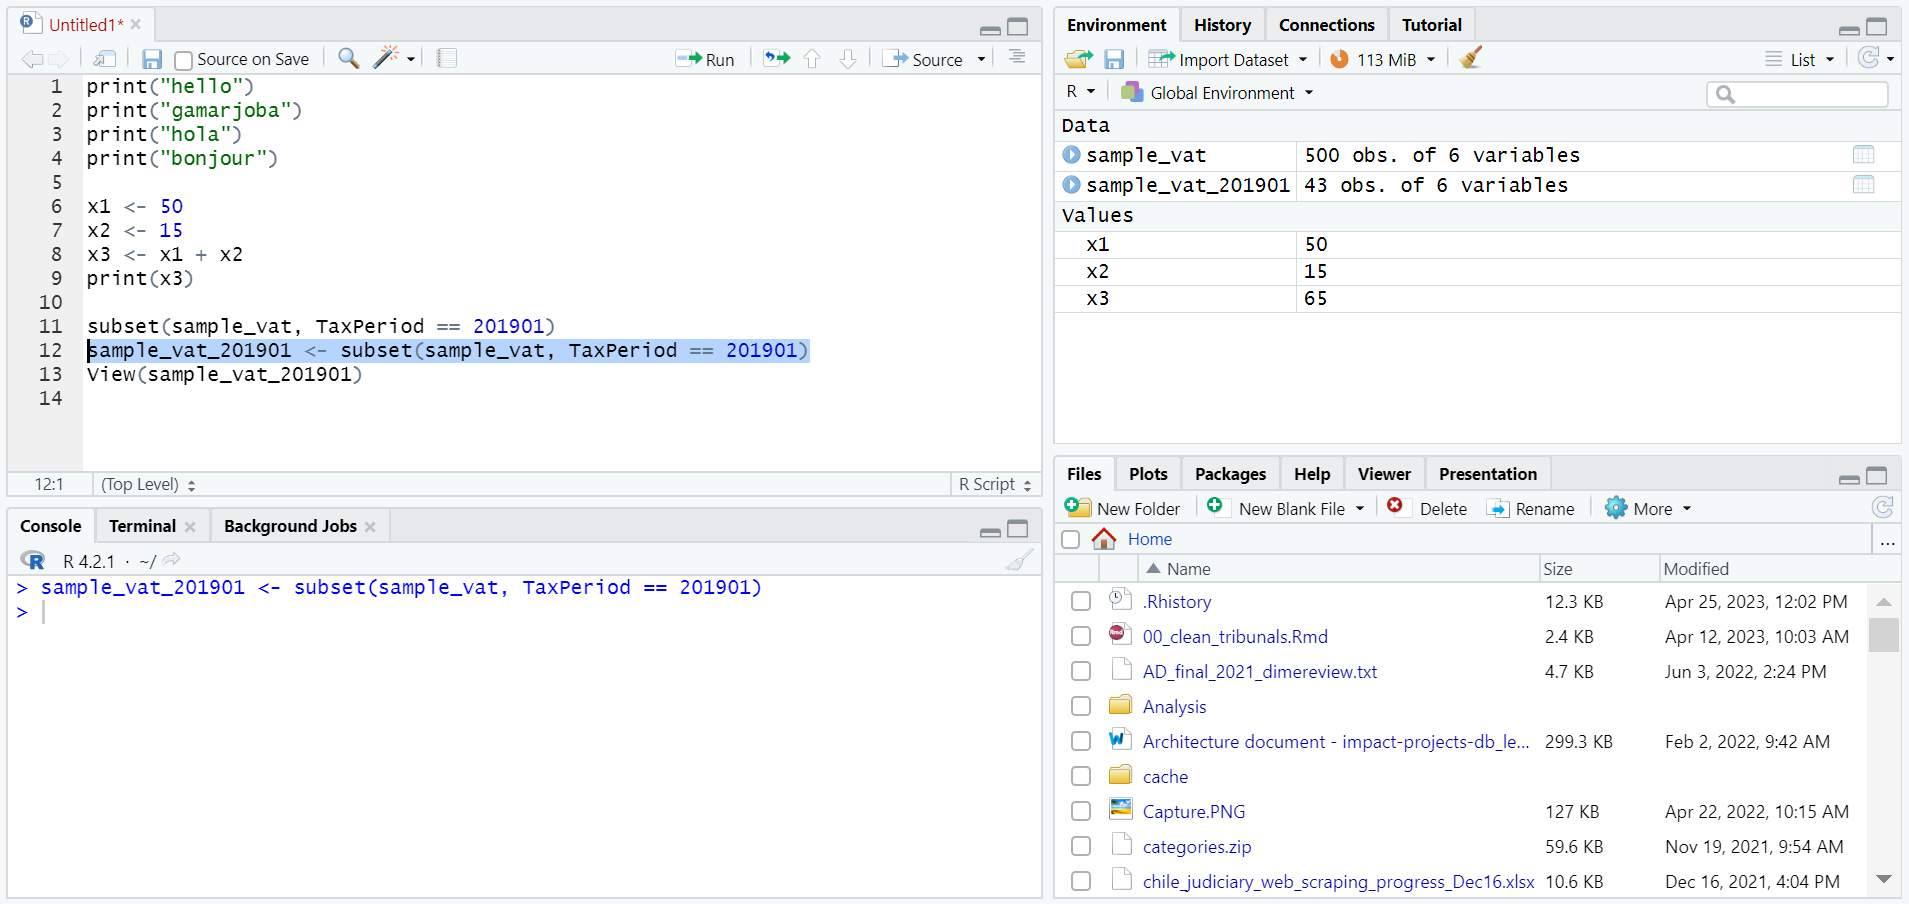 Untitled1*
Source on Save
Run
Source
1 print("hello")
2 print("gamarjoba")
3 print("hola")
4 print("bonjour")
5
6 x1 <- 50
7 x2 <- 15
8 x3 <- x1 + x2
9 print(x3)
10
11 subset(sample_vat, TaxPeriod == 201901)
12 sample_vat_201901 <- subset(sample_vat, TaxPeriod == 201901)
13 View(sample_vat_201901)
14
12:1 (Top Level) R Script
Console Terminal Background Jobs
R 4.2.1 · ~/
> sample_vat_201901 <- subset(sample_vat, TaxPeriod == 201901)
>
Environment History Connections Tutorial
Import Dataset 113 MiB List
R Global Environment
Data
sample_vat 500 obs. of 6 variables
sample_vat_201901 43 obs. of 6 variables
Values
x1 50
x2 15
x3 65
Files Plots Packages Help Viewer Presentation
New Folder New Blank File Delete Rename More
Home ...
Name Size Modified
.Rhistory 12.3 KB Apr 25, 2023, 12:02 PM
00_clean_tribunals.Rmd 2.4 KB Apr 12, 2023, 10:03 AM
AD_final_2021_dimereview.txt 4.7 KB Jun 3, 2022, 2:24 PM
Analysis
Architecture document - impact-projects-db_le... 299.3 KB Feb 2, 2022, 9:42 AM
cache
Capture.PNG 127 KB Apr 22, 2022, 10:15 AM
categories.zip 59.6 KB Nov 19, 2021, 9:54 AM
chile_judiciary_web_scraping_progress_Dec16.xlsx 10.6 KB Dec 16, 2021, 4:04 PM